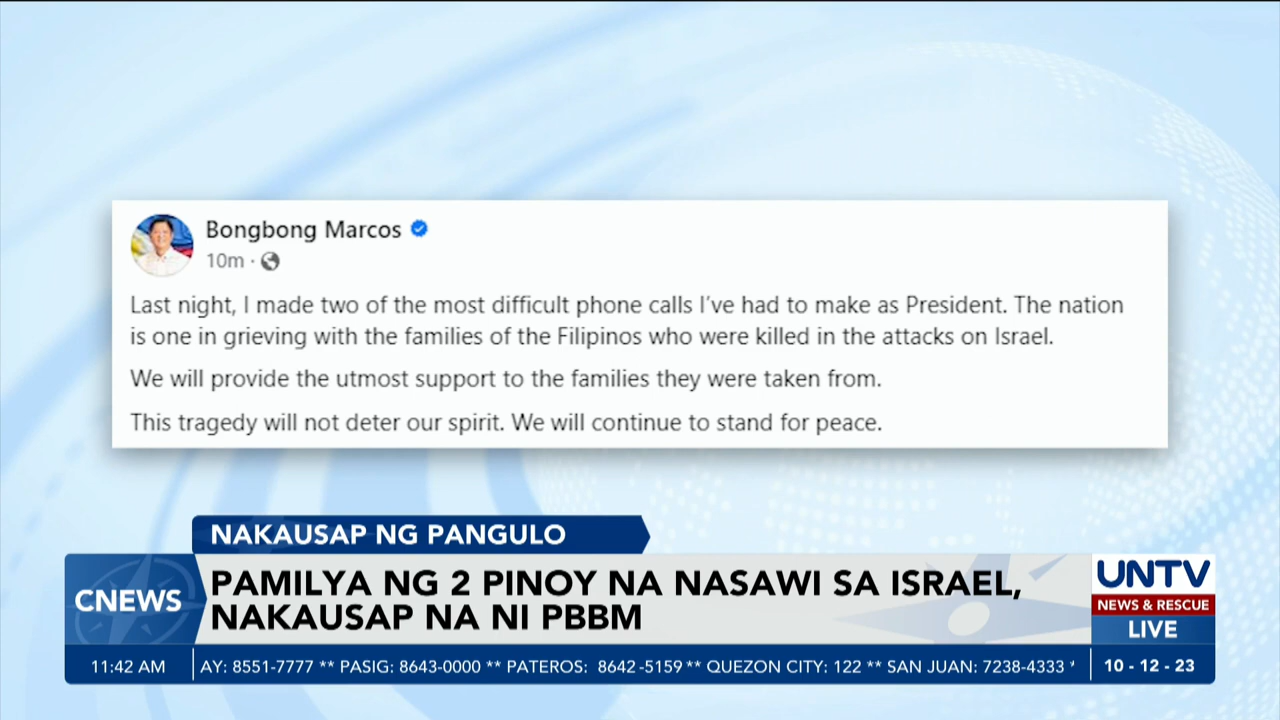 Bongbong Marcos
10m ·
Last night, I made two of the most difficult phone calls I've had to make as President. The nation
is one in grieving with the families of the Filipinos who were killed in the attacks on Israel.
We will provide the utmost support to the families they were taken from.
This tragedy will not deter our spirit. We will continue to stand for peace.
NAKAUSAP NG PANGULO
CNEWS
PAMILYA NG 2 PINOY NA NASAWI SA ISRAEL,
NAKAUSAP NA NI PBBM
UNTV
NEWS & RESCUE
LIVE
11:42 AM
AY: 8551-7777 ** PASIG: 8643-0000 ** PATEROS: 8642-5159 ** QUEZON CITY: 122 ** SAN JUAN: 7238-4333 *
10 - 12 - 23